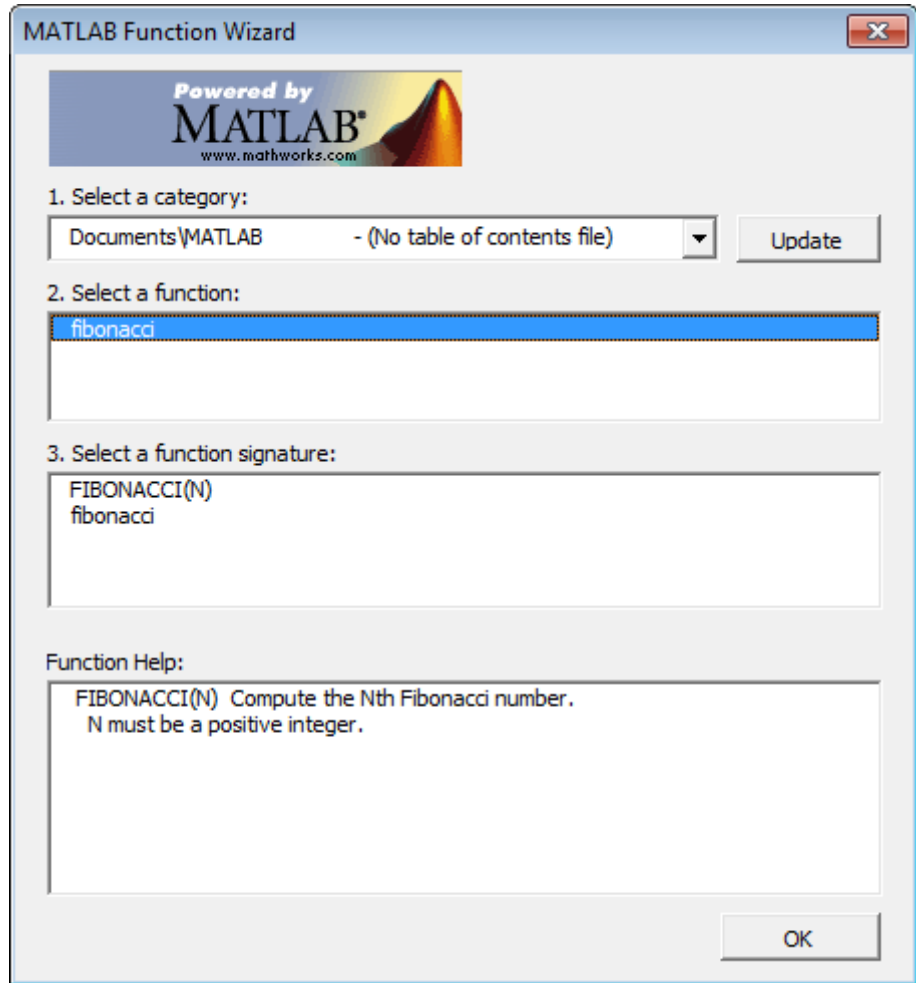 MATLAB Function Wizard
Powered by
MATLAB®
www.mathworks.com
1. Select a category:
Documents\MATLAB - (No table of contents file)
Update
2. Select a function:
fibonacci
3. Select a function signature:
FIBONACCI(N)
fibonacci
Function Help:
FIBONACCI(N) Compute the Nth Fibonacci number.
N must be a positive integer.
OK